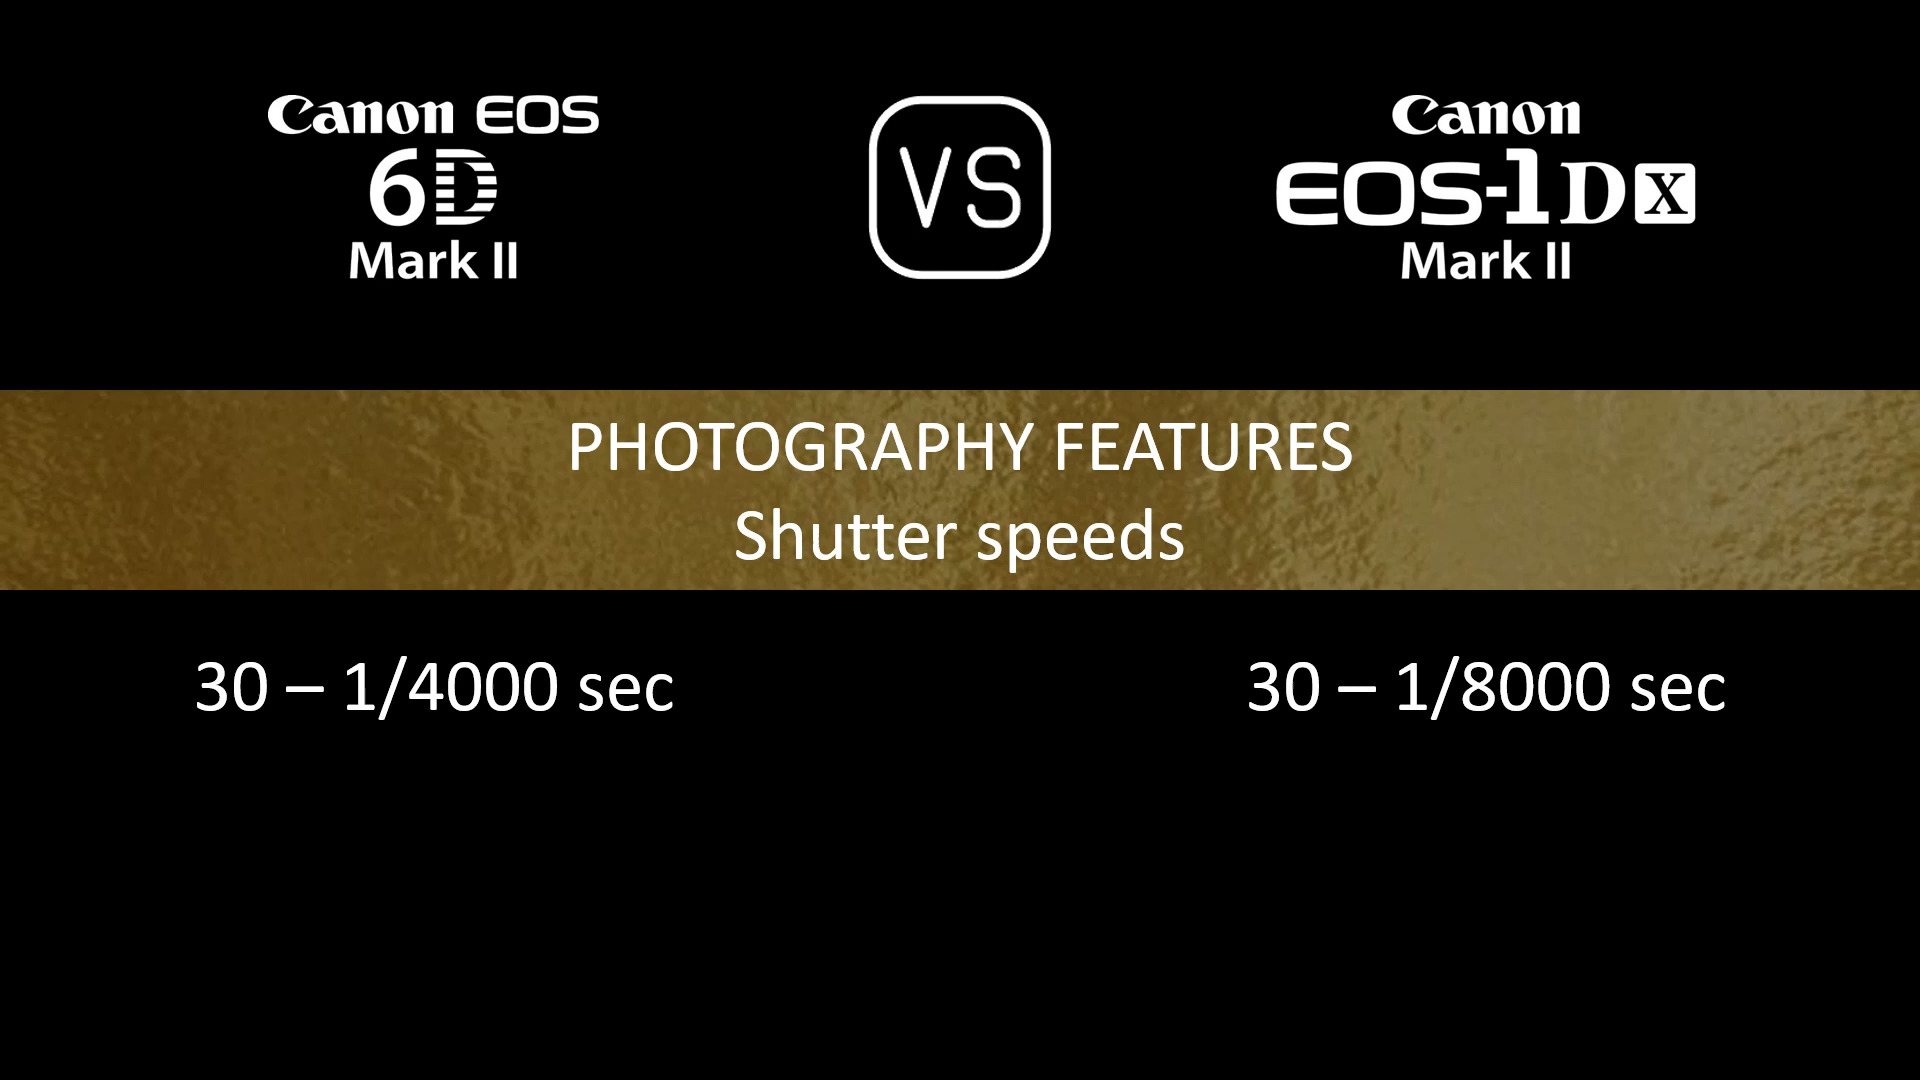 Canon EOS
6D
Mark II
VS
Canon
EOS-1DX
Mark II
PHOTOGRAPHY FEATURES
Shutter speeds
30 – 1/4000 sec
30 – 1/8000 sec